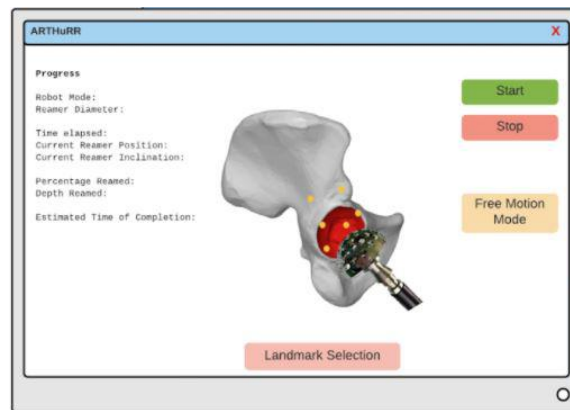 ARTHuRR
X
Progress
Robot Mode:
Reamer Diameter:
Time elapsed:
Current Reamer Position:
Current Reamer Inclination:
Percentage Reamed:
Depth Reamed:
Estimated Time of Completion:
Start
Stop
Free Motion
Mode
Landmark Selection